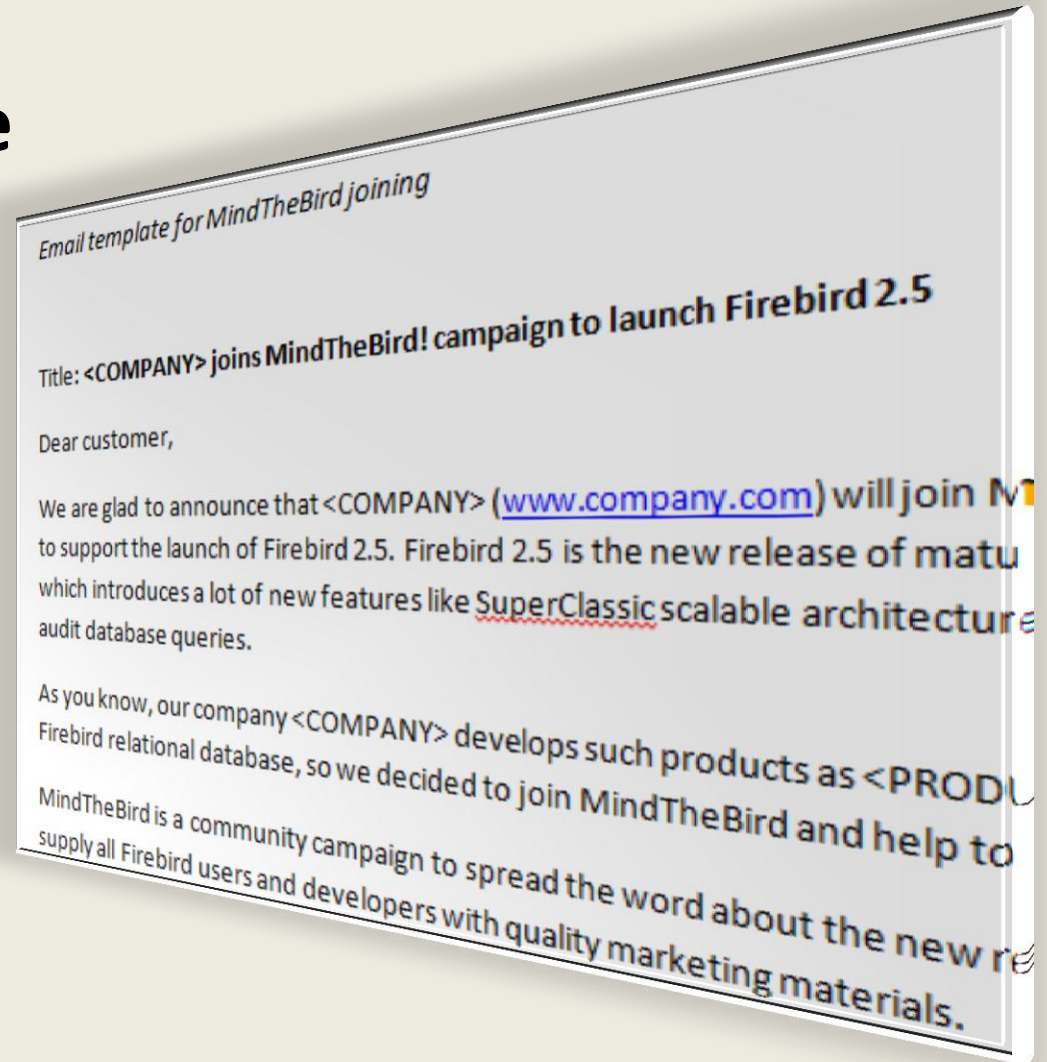 e
Email template for MindTheBird joining
Title: <COMPANY> joins MindTheBird! campaign to launch Firebird 2.5
Dear customer,
We are glad to announce that <COMPANY> (www.company.com) will join
to support the launch of Firebird 2.5. Firebird 2.5 is the new release of matu
which introduces a lot of new features like SuperClassic scalable architecture
audit database queries.
As you know, our company <COMPANY> develops such products as <PRODU
Firebird relational database, so we decided to join MindTheBird and help to
MindTheBird is a community campaign to spread the word about the new re
supply all Firebird users and developers with quality marketing materials.